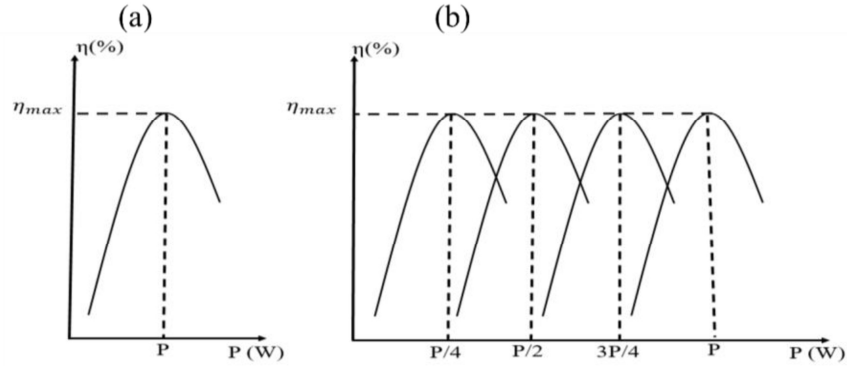 (a)
η(%)
ηmax
P
P (W)
(b)
η(%)
ηmax
P/4
P/2
3P/4
P
P (W)